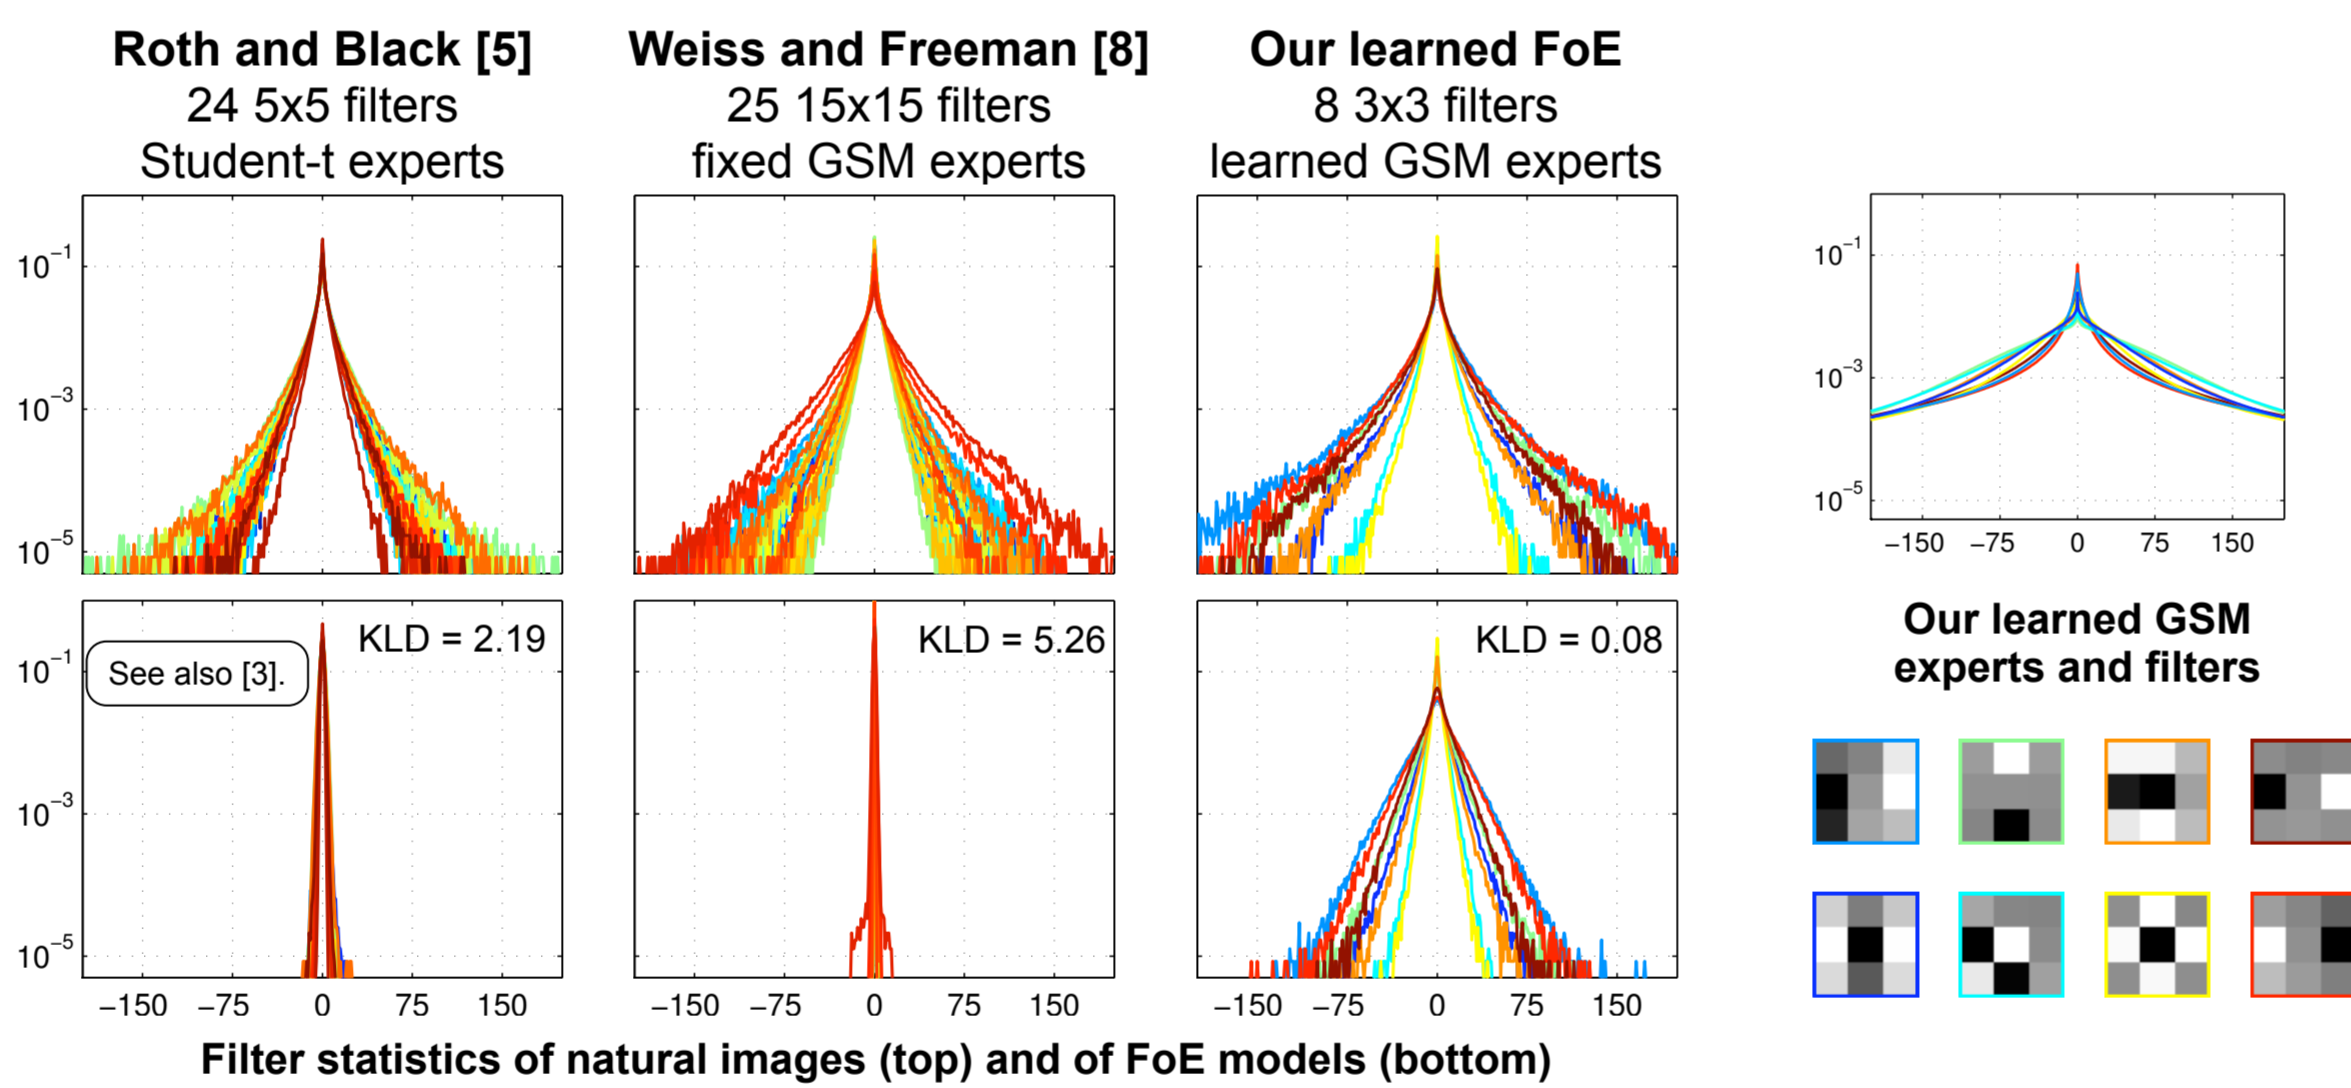 Roth and Black [5]
24 5x5 filters
Student-t experts
Weiss and Freeman [8]
25 15x15 filters
fixed GSM experts
Our learned FoE
8 3x3 filters
learned GSM experts
10⁻¹
10⁻³
10⁻⁵
10⁻¹
10⁻³
10⁻⁵
−150 −75 0 75 150
See also [3].
KLD = 2.19
KLD = 5.26
KLD = 0.08
10⁻¹
10⁻³
10⁻⁵
−150 −75 0 75 150
−150 −75 0 75 150
−150 −75 0 75 150
Our learned GSM
experts and filters
Filter statistics of natural images (top) and of FoE models (bottom)